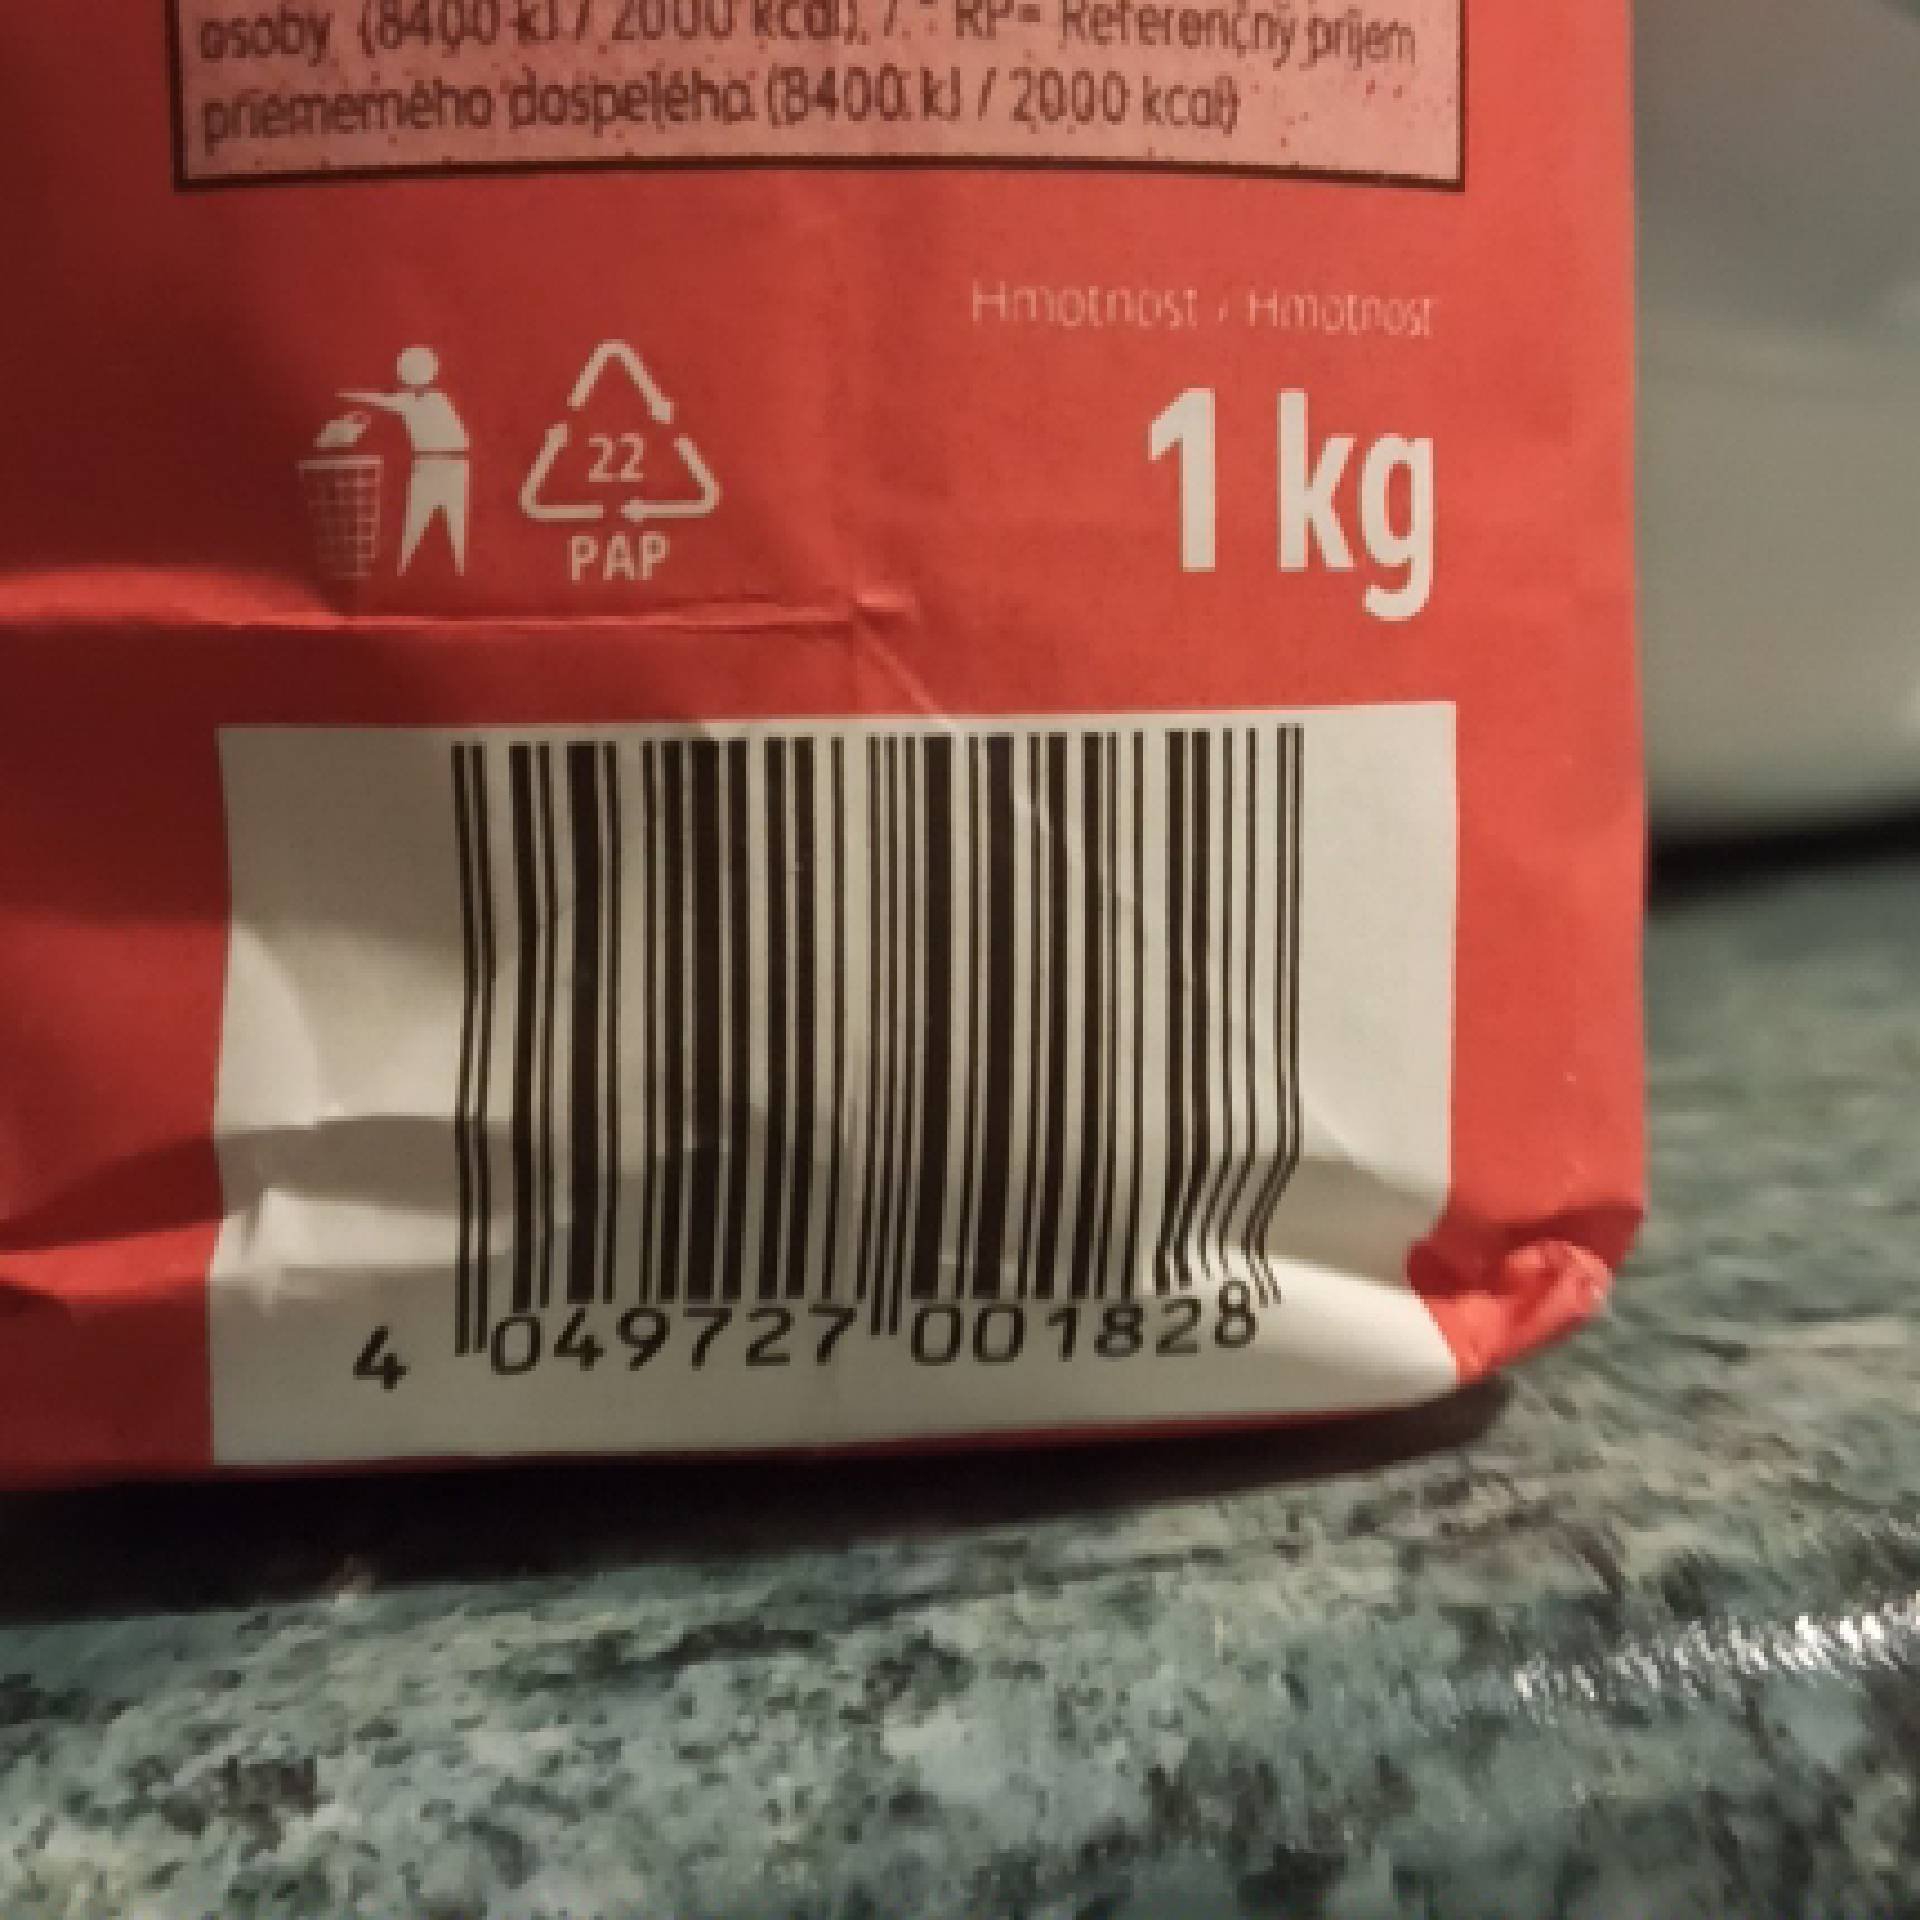 osoby (8400 kJ / 2000 kcal). / * RP= Referenčný príjem
priemerného dospelého (8400 kJ / 2000 kcal)
Hmotnost / Hmotnosť
22
PAP
1 kg
4 049727 001828